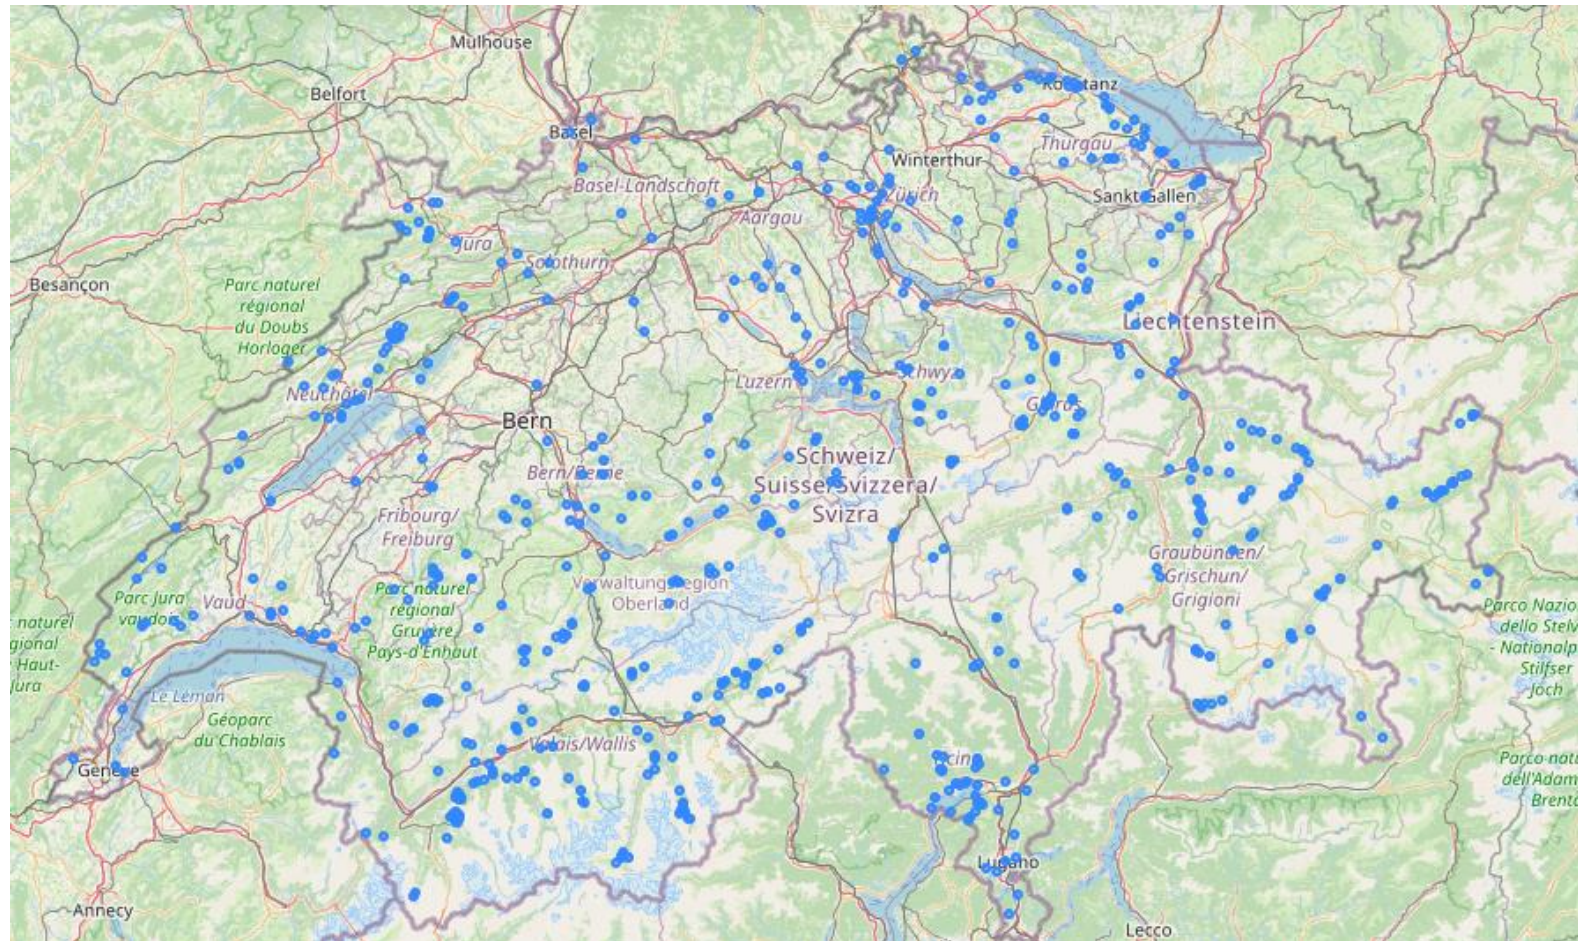 Mulhouse
Belfort
Konstanz
Basel
Winterthur
Thurgau
Basel-Landschaft
Zürich
Sankt Gallen
Aargau
Jura
Solothurn
Besançon
Parc naturel
régional
du Doubs
Horloger
Liechtenstein
Luzern
Schwyz
Neuchâtel
Glarus
Bern
Schweiz/
Suisse/Svizzera/
Svizra
Bern/Berne
Fribourg/
Freiburg
Graubünden/
Grischun/
Grigioni
Verwaltungsregion
Oberland
Parc Jura
vaudois
Vaud
Parc naturel
régional
Gruyère
Pays-d'Enhaut
naturel
Haut-
Jura
Parco Nazio
dello Stelv
- Nationalp
Stilfser
Joch
Le Léman
Géoparc
du Chablais
Valais/Wallis
Genève
Ticino
Parco natu
dell'Adam
Brenta
Lugano
Annecy
Lecco